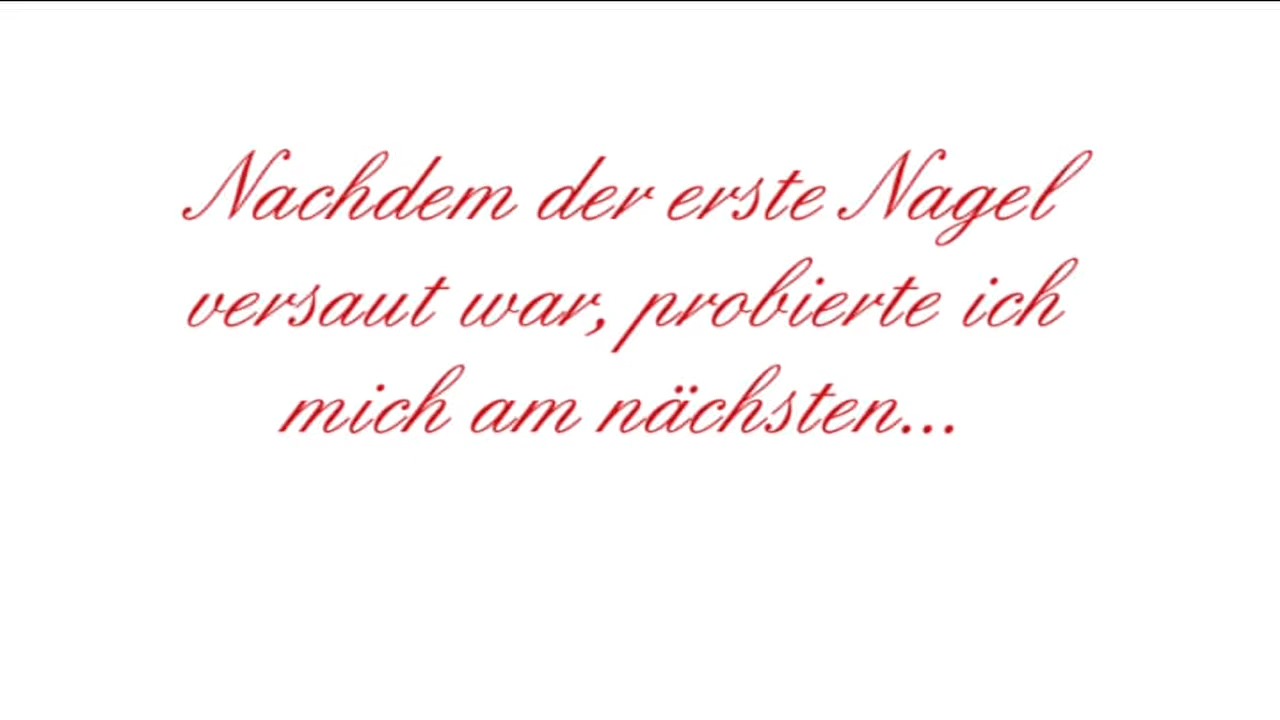 Nachdem der erste Nagel
versaut war, probierte ich
mich am nächsten...